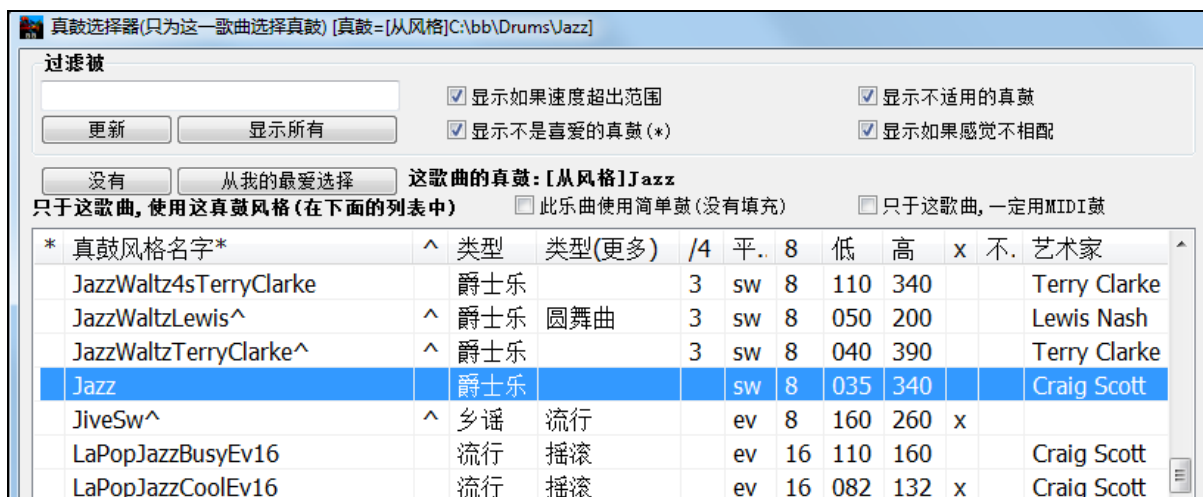 真鼓选择器(只为这一歌曲选择真鼓) [真鼓=[从风格]C:\bb\Drums\Jazz]
过滤被
显示如果速度超出范围 显示不适用的真鼓
更新 显示所有 显示不是喜爱的真鼓(*) 显示如果感觉不相配
没有 从我的最爱选择 这歌曲的真鼓:[从风格]Jazz
只于这歌曲,使用这真鼓风格(在下面的列表中) 此乐曲使用简单鼓(没有填充) 只于这歌曲,一定用MIDI鼓
* 真鼓风格名字* ^ 类型 类型(更多) /4 平.. 8 低 高 x 不. 艺术家
JazzWaltz4sTerryClarke 爵士乐 3 sw 8 110 340 Terry Clarke
JazzWaltzLewis^ ^ 爵士乐 圆舞曲 3 sw 8 050 200 Lewis Nash
JazzWaltzTerryClarke^ ^ 爵士乐 3 sw 8 040 390 Terry Clarke
Jazz 爵士乐 sw 8 035 340 Craig Scott
JiveSw^ ^ 乡谣 流行 ev 8 160 260 x
LaPopJazzBusyEv16 流行 摇滚 ev 16 110 160 Craig Scott
LaPopJazzCoolEv16 流行 摇滚 ev 16 082 132 x Craig Scott